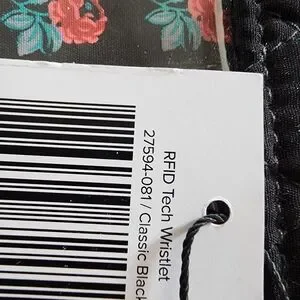 RFID Tech Wristlet
27594-081 / Classic Black